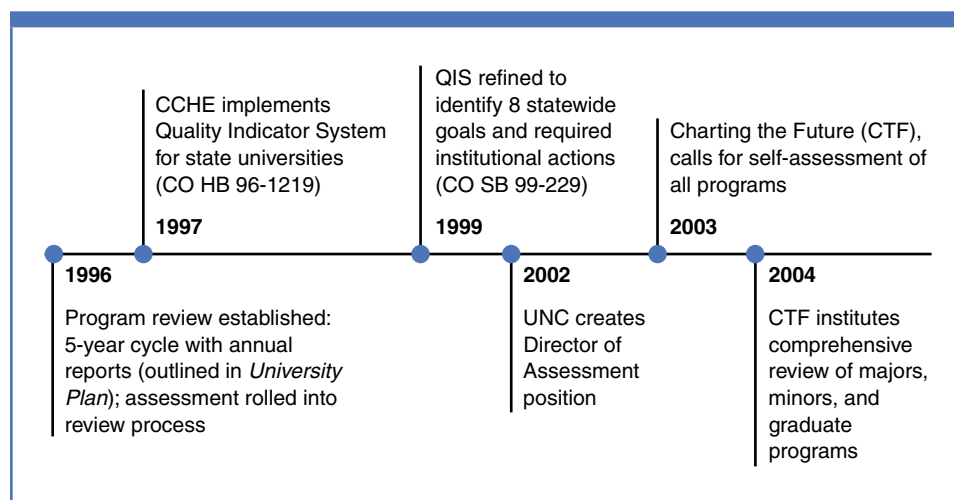 CCHE implements
Quality Indicator System
for state universities
(CO HB 96-1219)
1997
QIS refined to
identify 8 statewide
goals and required
institutional actions
(CO SB 99-229)
1999
Charting the Future (CTF),
calls for self-assessment of
all programs
2003
1996
Program review established:
5-year cycle with annual
reports (outlined in University
Plan); assessment rolled into
review process
2002
UNC creates
Director of
Assessment
position
2004
CTF institutes
comprehensive
review of majors,
minors, and
graduate
programs